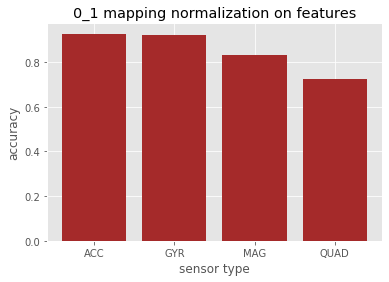 0_1 mapping normalization on features
accuracy
0.8
0.6
0.4
0.2
0.0
ACC GYR MAG QUAD
sensor type